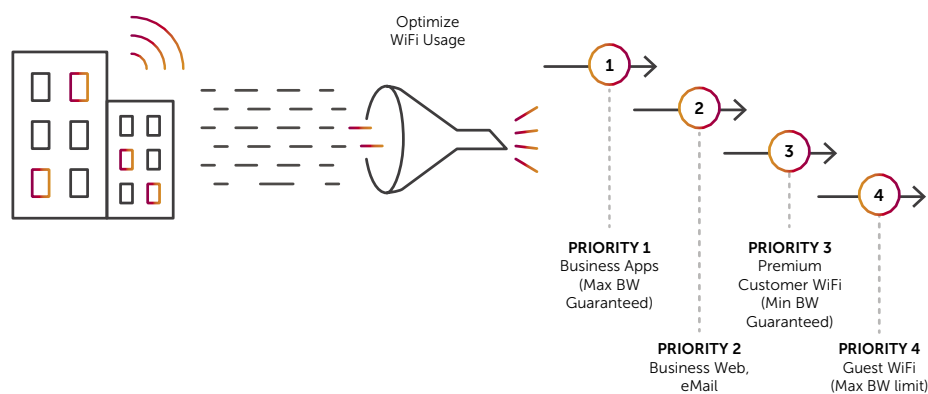 Optimize
WiFi Usage
1
2
3
4
PRIORITY 1
Business Apps
(Max BW
Guaranteed)
PRIORITY 2
Business Web,
eMail
PRIORITY 3
Premium
Customer WiFi
(Min BW
Guaranteed)
PRIORITY 4
Guest WiFi
(Max BW limit)